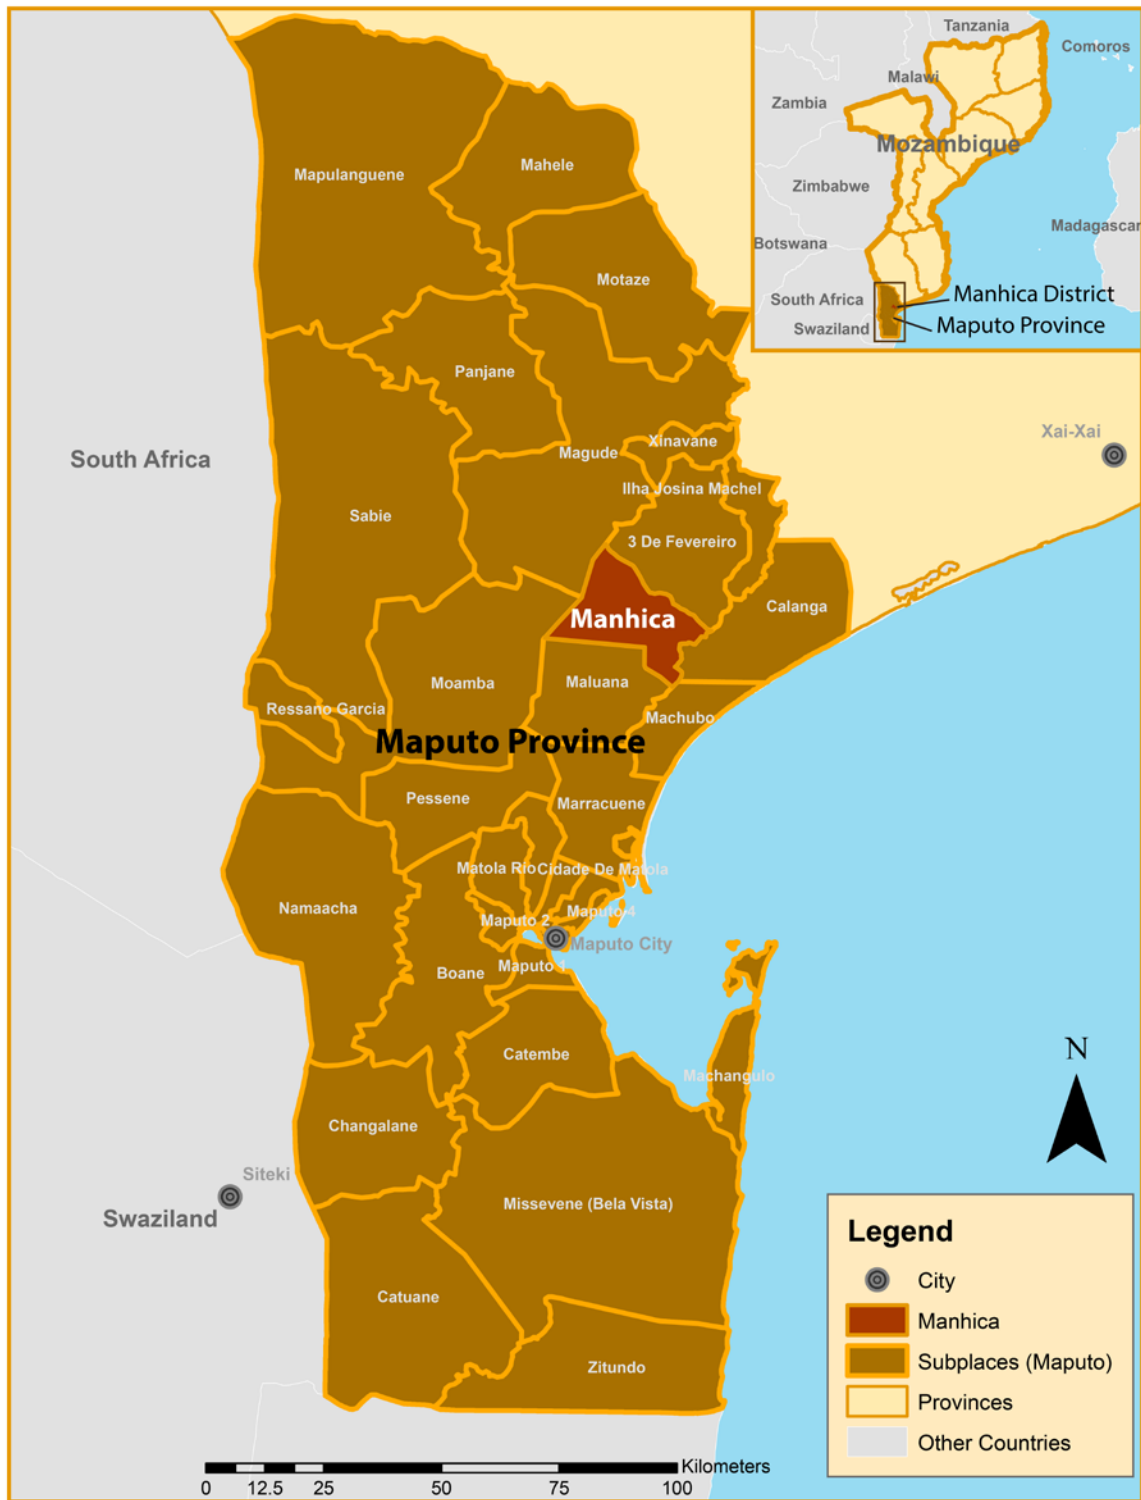 Tanzania
Comoros
Malawi
Zambia
Mozambique
Zimbabwe
Madagascar
Botswana
South Africa
Manhica District
Swaziland
Maputo Province
Mapulanguene
Mahele
Motaze
Panjane
Xai-Xai
Xinavane
Magude
South Africa
Ilha Josina Machel
Sabie
3 De Fevereiro
Calanga
Manhica
Moamba
Maluana
Ressano Garcia
Machubo
Maputo Province
Pessene
Marracuene
Matola Rio
Cidade De Matola
Namaacha
Maputo 4
Maputo 2
Maputo City
Maputo 1
Boane
Catembe
N
Machangulo
Changalane
Siteki
Missevene (Bela Vista)
Swaziland
Catuane
Zitundo
Legend
City
Manhica
Subplaces (Maputo)
Provinces
Other Countries
Kilometers
0 12.5 25 50 75 100